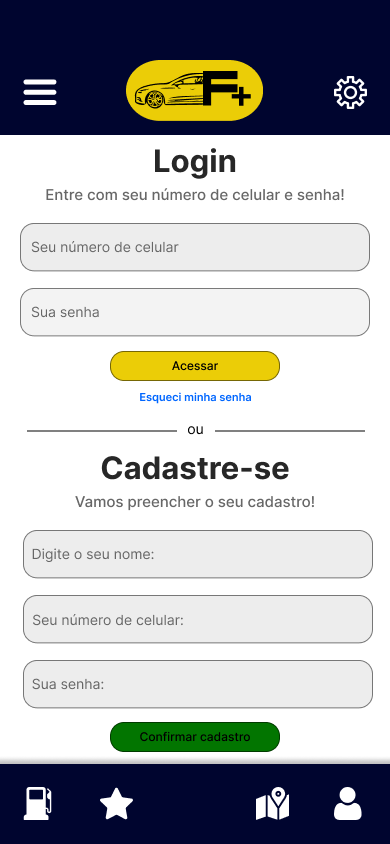 F+
Login
Entre com seu número de celular e senha!
Seu número de celular
Sua senha
Acessar
Esqueci minha senha
ou
Cadastre-se
Vamos preencher o seu cadastro!
Digite o seu nome:
Seu número de celular:
Sua senha:
Confirmar cadastro